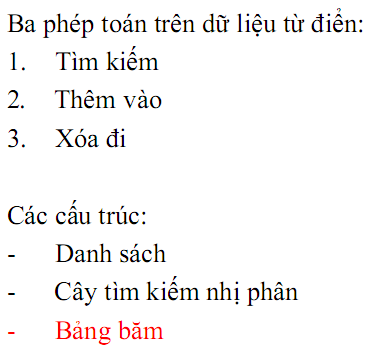 Ba phép toán trên dữ liệu từ điển:
1. Tìm kiếm
2. Thêm vào
3. Xóa đi
Các cấu trúc:
- Danh sách
- Cây tìm kiếm nhị phân
- Bảng băm